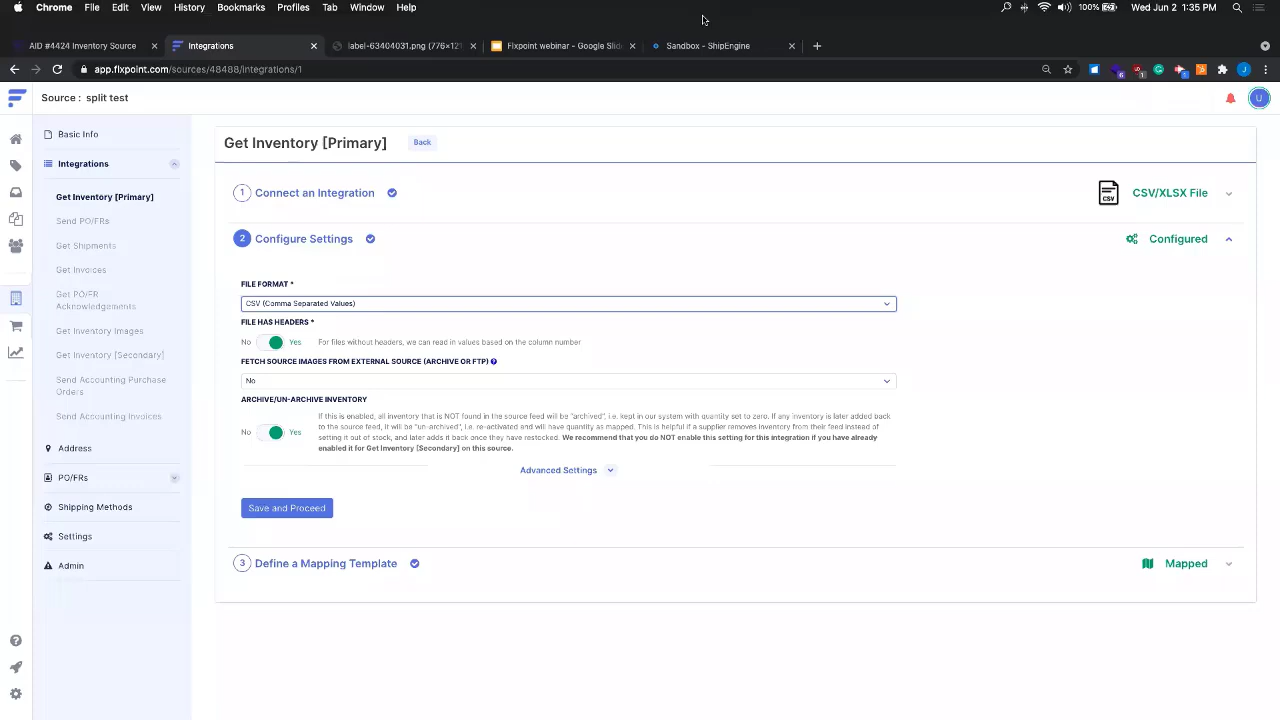 Chrome File Edit View History Bookmarks Profiles Tab Window Help 100% Wed Jun 2 1:35 PM
AID #4424 Inventory Source Integrations label-63404031.png (776×121 Flxpoint webinar - Google Slid Sandbox - ShipEngine
app.flxpoint.com/sources/48488/integrations/1
Source : split test
U
Basic Info
Integrations
Get Inventory [Primary]
Send PO/FRs
Get Shipments
Get Invoices
Get PO/FR
Acknowledgements
Get Inventory Images
Get Inventory [Secondary]
Send Accounting Purchase
Orders
Send Accounting Invoices
Address
PO/FRs
Shipping Methods
Settings
Admin
Get Inventory [Primary] Back
1 Connect an Integration CSV CSV/XLSX File
2 Configure Settings Configured
FILE FORMAT *
CSV (Comma Separated Values)
FILE HAS HEADERS *
No Yes For files without headers, we can read in values based on the column number
FETCH SOURCE IMAGES FROM EXTERNAL SOURCE (ARCHIVE OR FTP)
No
ARCHIVE/UN-ARCHIVE INVENTORY
If this is enabled, all inventory that is NOT found in the source feed will be "archived", i.e. kept in our system with quantity set to zero. If any inventory is later added back
to the source feed, it will be "un-archived", i.e. re-activated and will have quantity as mapped. This is helpful if a supplier removes inventory from their feed instead of
No Yes setting it out of stock, and later adds it back once they have restocked. We recommend that you do NOT enable this setting for this integration if you have already
enabled it for Get Inventory [Secondary] on this source.
Advanced Settings
Save and Proceed
3 Define a Mapping Template Mapped